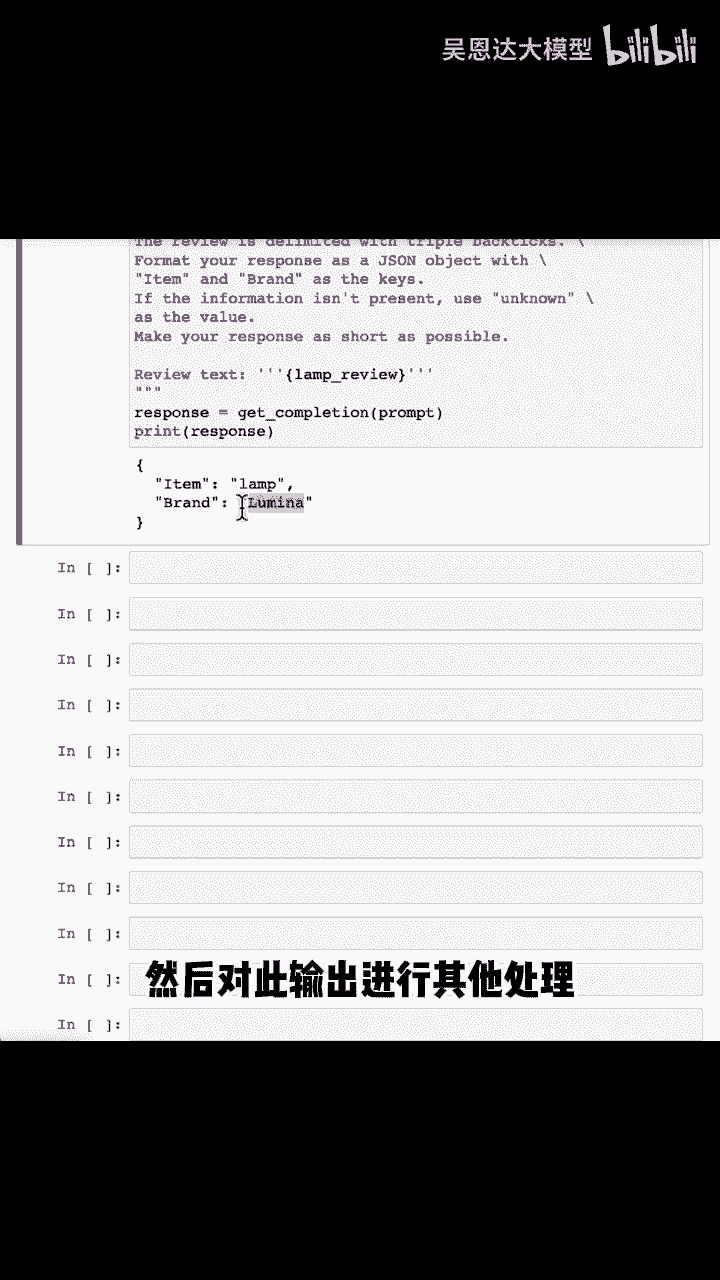 吴恩达大模型 bilibili
The review is delimited with triple backticks. \
Format your response as a JSON object with \
"Item" and "Brand" as the keys.
If the information isn't present, use "unknown" \
as the value.
Make your response as short as possible.
Review text: '''{lamp_review}'''
"""
response = get_completion(prompt)
print(response)
{
"Item": "lamp",
"Brand": "Lumina"
}
In [ ]:
In [ ]:
In [ ]:
In [ ]:
In [ ]:
In [ ]:
In [ ]:
In [ ]:
In [ ]:
In [ ]:
然后对此输出进行其他处理
In [ ]: